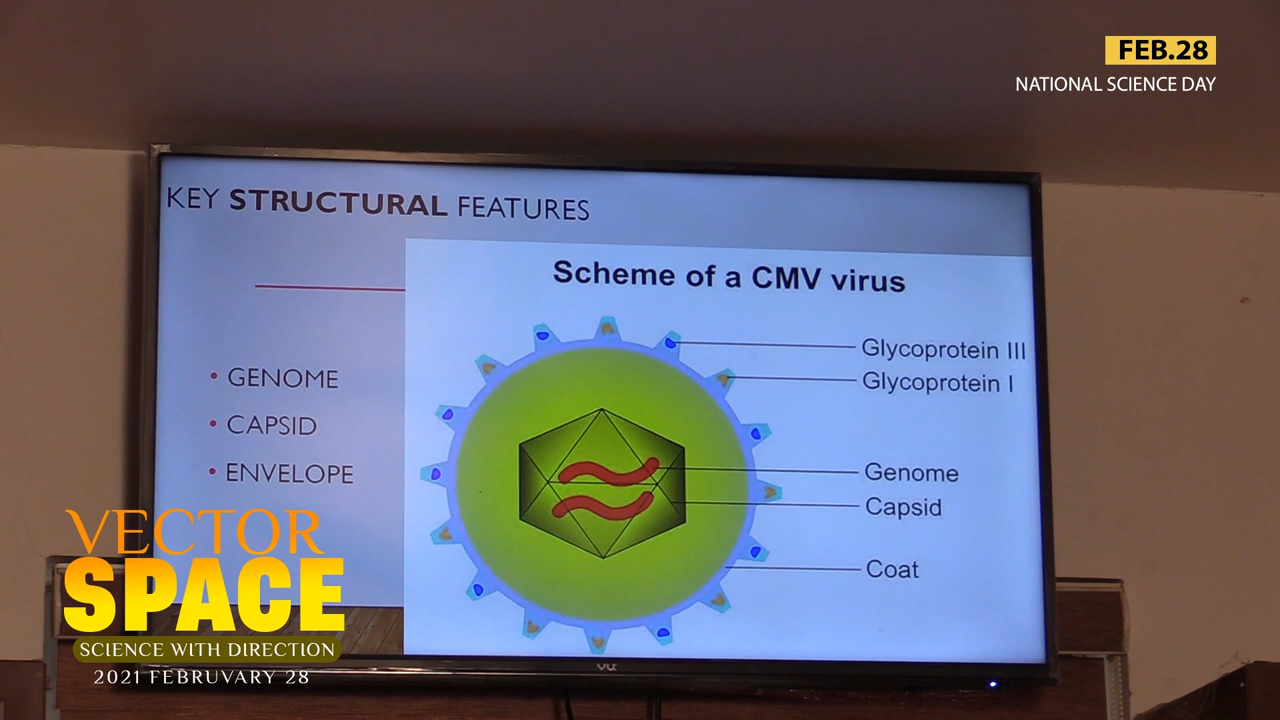 FEB.28
NATIONAL SCIENCE DAY
KEY STRUCTURAL FEATURES
Scheme of a CMV virus
• GENOME
• CAPSID
• ENVELOPE
Glycoprotein III
Glycoprotein I
Genome
Capsid
Coat
VECTOR
SPACE
SCIENCE WITH DIRECTION
2021 FEBRUVARY 28
Vu